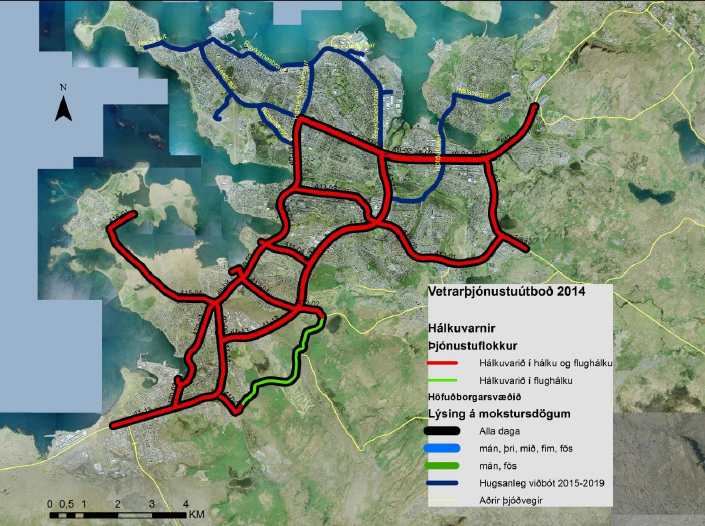 N
Vetrarþjónustuútboð 2014
Hálkuvarnir
Þjónustuflokkur
Hálkuvarið í hálku og flughálku
Hálkuvarið í flughálku
Höfuðborgarsvæðið
Lýsing á mokstursdögum
Alla daga
mán, þri, mið, fim, fös
mán, fös
Hugsanleg viðbót 2015-2019
Aðrir þjóðvegir
0 0,5 1 2 3 4
KM